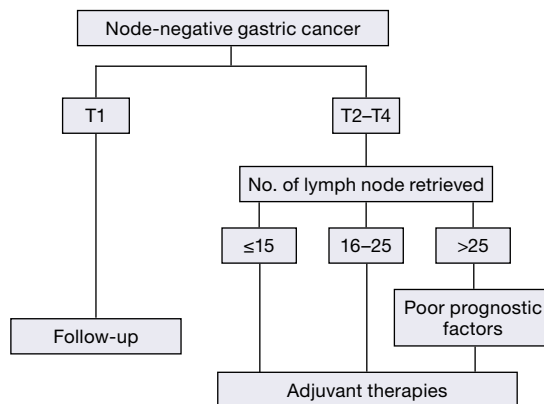 Node-negative gastric cancer
T1
T2–T4
No. of lymph node retrieved
≤15
16–25
>25
Poor prognostic
factors
Follow-up
Adjuvant therapies